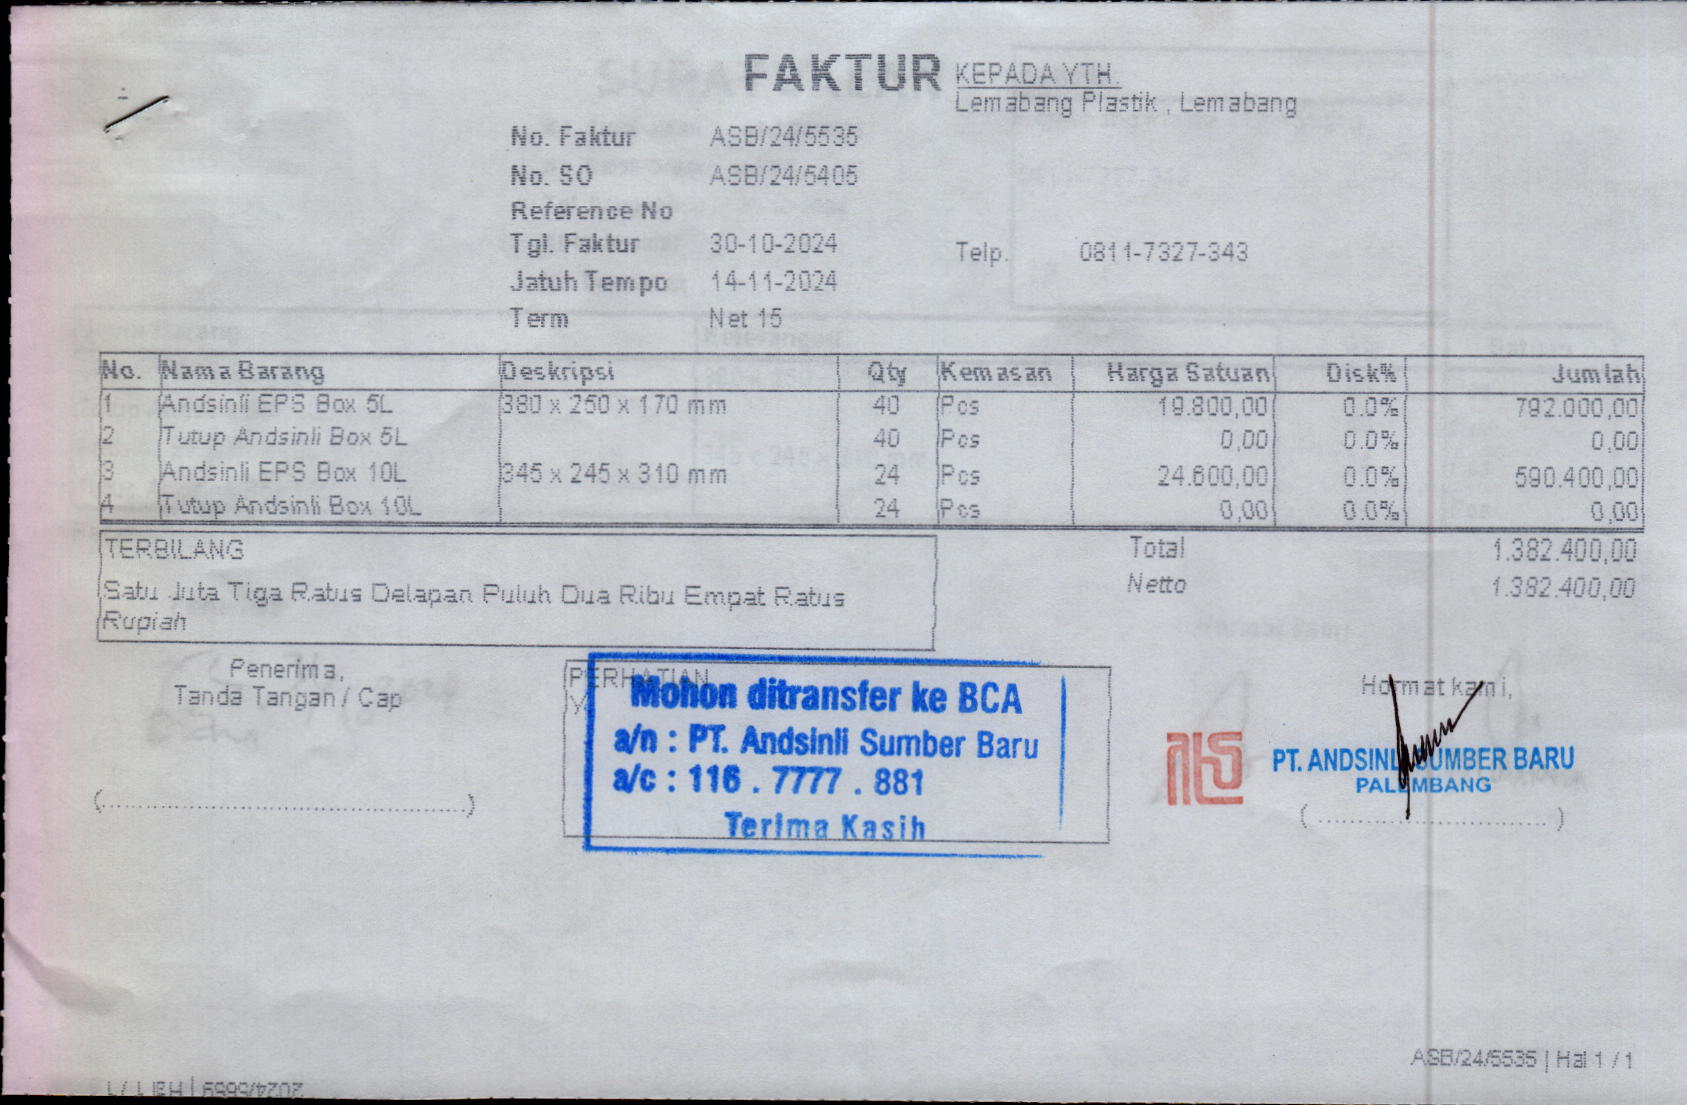 FAKTUR
KEPADA YTH.
Lemabang Plastik , Lemabang
No. Faktur ASB/24/5535
No. SO ASB/24/5405
Reference No
Tgl. Faktur 30-10-2024
Telp. 0811-7327-343
Jatuh Tempo 14-11-2024
Term Net 15
No. Nama Barang Deskripsi Qty Kemasan Harga Satuan Disk% Jumlah
1 Andsinli EPS Box 5L 380 x 250 x 170 mm 40 Pcs 19.800,00 0.0% 792.000,00
2 Tutup Andsinli Box 5L 40 Pcs 0,00 0.0% 0,00
3 Andsinli EPS Box 10L 345 x 245 x 310 mm 24 Pcs 24.600,00 0.0% 590.400,00
4 Tutup Andsinli Box 10L 24 Pcs 0,00 0.0% 0,00
TERBILANG
Satu Juta Tiga Ratus Delapan Puluh Dua Ribu Empat Ratus
Rupiah
Total 1.382.400,00
Netto 1.382.400,00
Penerima,
Tanda Tangan / Cap
(................................................)
PERHATIAN
Mohon ditransfer ke BCA
a/n : PT. Andsinli Sumber Baru
a/c : 116 . 7777 . 881
Terima Kasih
Hormat kami,
PT. ANDSINLI SUMBER BARU
PALEMBANG
( .............................. )
ASB/24/5535 | Hal 1 / 1